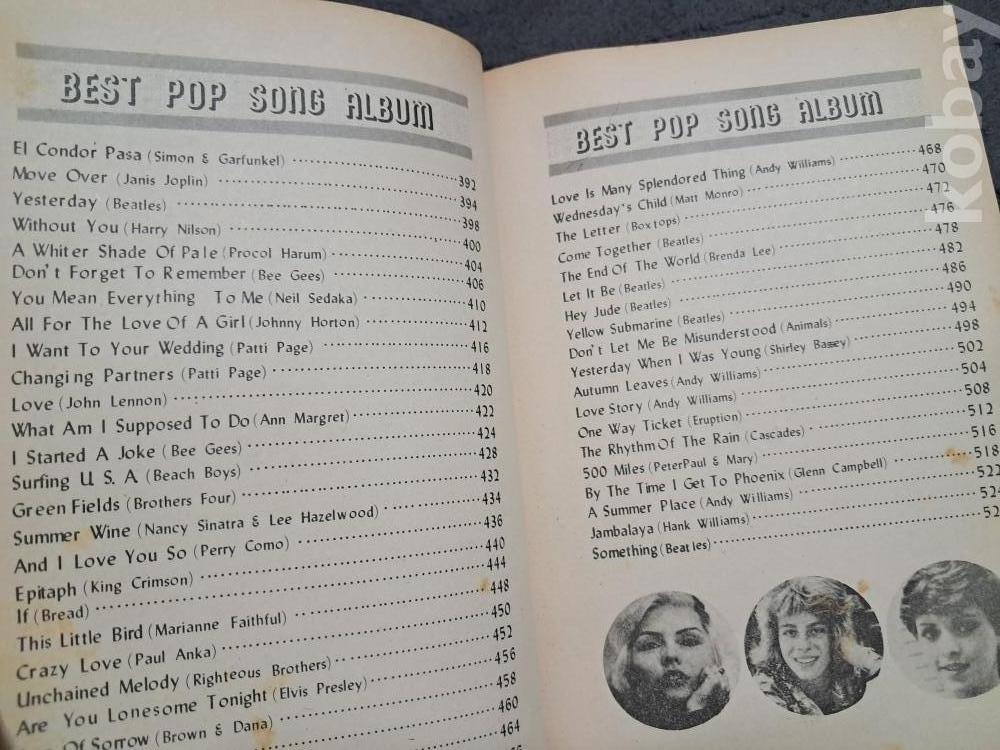 BEST POP SONG ALBUM
El Condor Pasa (Simon & Garfunkel) 392
Move Over (Janis Joplin) 394
Yesterday (Beatles) 398
Without You (Harry Nilson) 400
A Whiter Shade Of Pale (Procol Harum) 404
Don't Forget To Remember (Bee Gees) 406
You Mean Everything To Me (Neil Sedaka) 410
All For The Love Of A Girl (Johnny Horton) 412
I Want To Your Wedding (Patti Page) 416
Changing Partners (Patti Page) 418
Love (John Lennon) 420
What Am I Supposed To Do (Ann Margret) 422
I Started A Joke (Bee Gees) 424
Surfing U. S. A (Beach Boys) 428
Green Fields (Brothers Four) 432
Summer Wine (Nancy Sinatra & Lee Hazelwood) 434
And I Love You So (Perry Como) 436
Epitaph (King Crimson) 440
If (Bread) 444
This Little Bird (Marianne Faithful) 448
Crazy Love (Paul Anka) 450
Unchained Melody (Righteous Brothers) 452
Are You Lonesome Tonight (Elvis Presley) 456
Of Sorrow (Brown & Dana) 458
460
464
BEST POP SONG ALBUM
Love Is Many Splendored Thing (Andy Williams) 468
Wednesday's Child (Matt Monro) 470
The Letter (Boxtops) 472
Come Together (Beatles) 476
The End Of The World (Brenda Lee) 478
Let It Be (Beatles) 482
Hey Jude (Beatles) 486
Yellow Submarine (Beatles) 490
Don't Let Me Be Misunderstood (Animals) 494
Yesterday When I Was Young (Shirley Bassey) 498
Autumn Leaves (Andy Williams) 502
Love Story (Andy Williams) 504
One Way Ticket (Eruption) 508
The Rhythm Of The Rain (Cascades) 512
500 Miles (Peter Paul & Mary) 516
By The Time I Get To Phoenix (Glenn Campbell) 518
A Summer Place (Andy Williams) 522
Jambalaya (Hank Williams)
Something (Beatles)
kobay